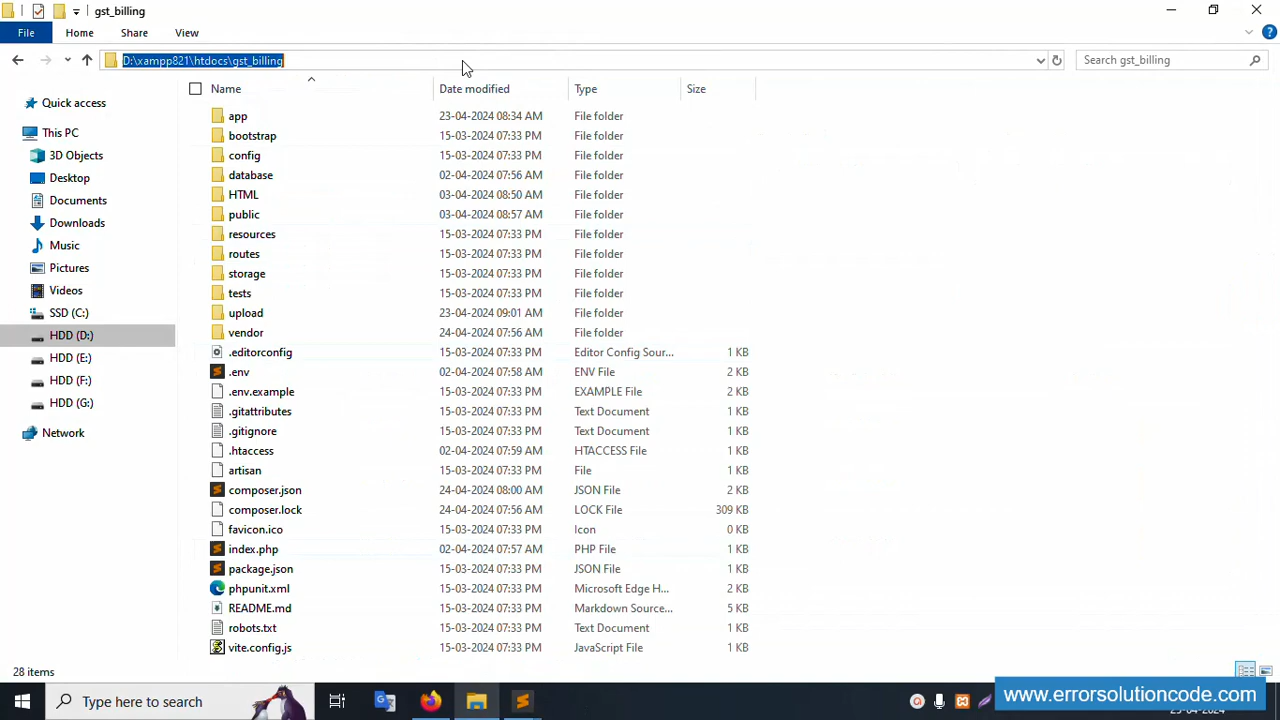 gst_billing
File Home Share View
D:\xampp821\htdocs\gst_billing
Search gst_billing
Name Date modified Type Size
Quick access
This PC
3D Objects
Desktop
Documents
Downloads
Music
Pictures
Videos
SSD (C:)
HDD (D:)
HDD (E:)
HDD (F:)
HDD (G:)
Network
app 23-04-2024 08:34 AM File folder
bootstrap 15-03-2024 07:33 PM File folder
config 15-03-2024 07:33 PM File folder
database 02-04-2024 07:56 AM File folder
HTML 03-04-2024 08:50 AM File folder
public 03-04-2024 08:57 AM File folder
resources 15-03-2024 07:33 PM File folder
routes 15-03-2024 07:33 PM File folder
storage 15-03-2024 07:33 PM File folder
tests 15-03-2024 07:33 PM File folder
upload 23-04-2024 09:01 AM File folder
vendor 24-04-2024 07:56 AM File folder
.editorconfig 15-03-2024 07:33 PM Editor Config Sour... 1 KB
.env 02-04-2024 07:58 AM ENV File 2 KB
.env.example 15-03-2024 07:33 PM EXAMPLE File 2 KB
.gitattributes 15-03-2024 07:33 PM Text Document 1 KB
.gitignore 15-03-2024 07:33 PM Text Document 1 KB
.htaccess 02-04-2024 07:59 AM HTACCESS File 1 KB
artisan 15-03-2024 07:33 PM File 1 KB
composer.json 24-04-2024 08:00 AM JSON File 2 KB
composer.lock 24-04-2024 07:56 AM LOCK File 309 KB
favicon.ico 15-03-2024 07:33 PM Icon 0 KB
index.php 02-04-2024 07:57 AM PHP File 1 KB
package.json 15-03-2024 07:33 PM JSON File 1 KB
phpunit.xml 15-03-2024 07:33 PM Microsoft Edge H... 2 KB
README.md 15-03-2024 07:33 PM Markdown Source... 5 KB
robots.txt 15-03-2024 07:33 PM Text Document 1 KB
vite.config.js 15-03-2024 07:33 PM JavaScript File 1 KB
28 items
Type here to search
www.errorsolutioncode.com